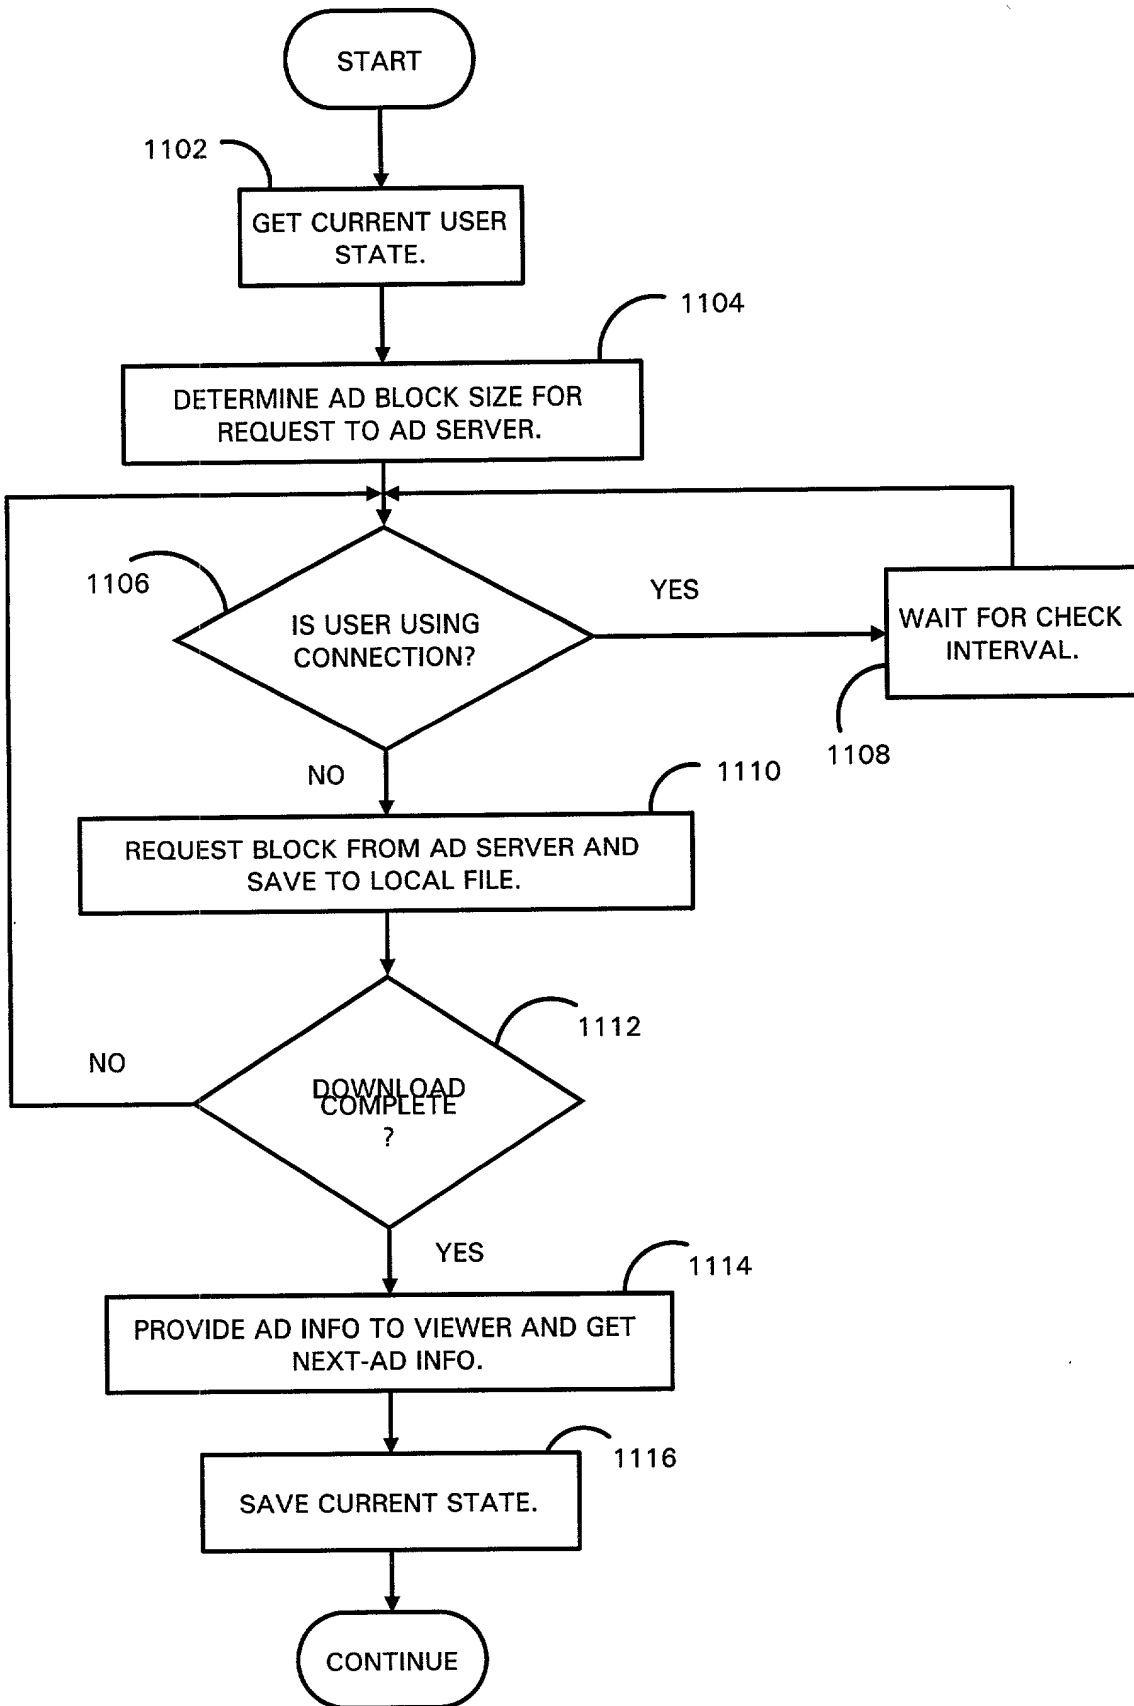 START
1102
GET CURRENT USER
STATE.
1104
DETERMINE AD BLOCK SIZE FOR
REQUEST TO AD SERVER.
1106
IS USER USING
CONNECTION?
YES
WAIT FOR CHECK
INTERVAL.
1108
NO
1110
REQUEST BLOCK FROM AD SERVER AND
SAVE TO LOCAL FILE.
1112
NO
DOWNLOAD
COMPLETE
?
YES
1114
PROVIDE AD INFO TO VIEWER AND GET
NEXT-AD INFO.
1116
SAVE CURRENT STATE.
CONTINUE